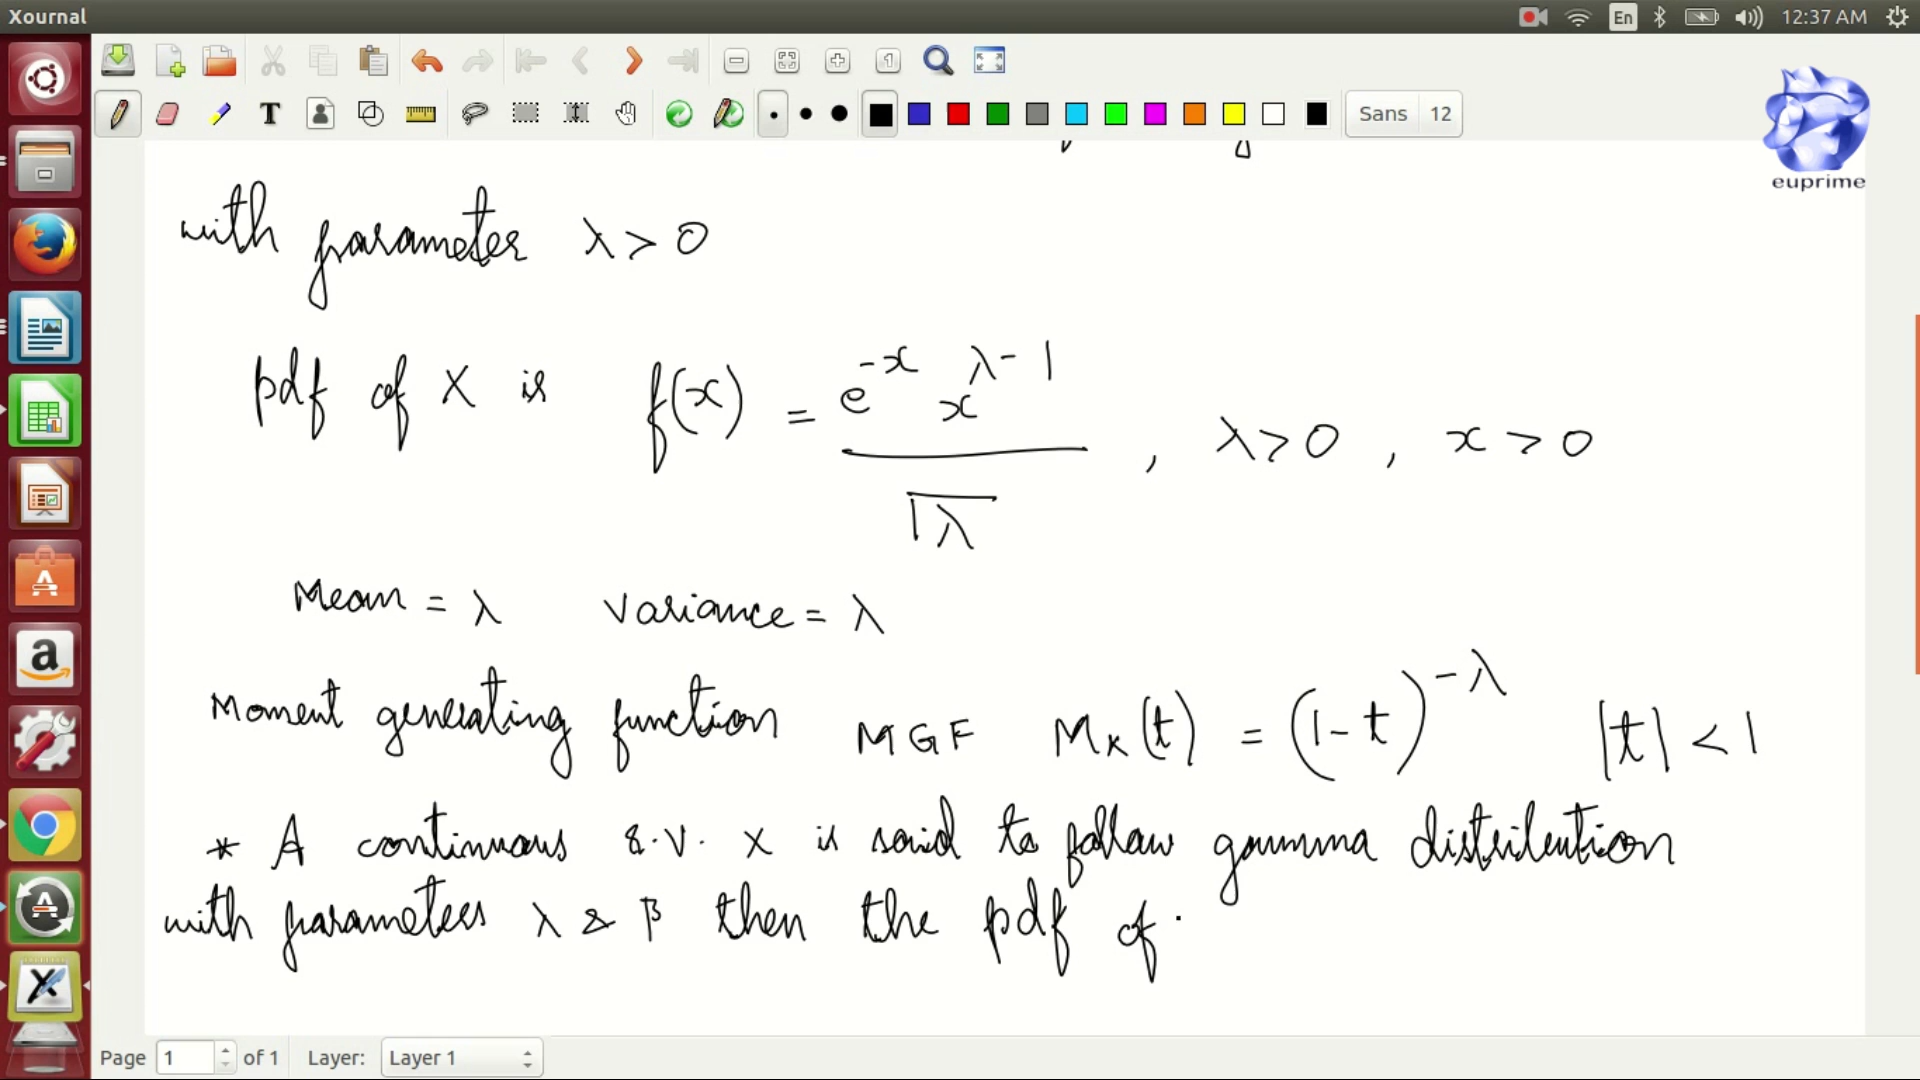 Xournal
En
12:37 AM
Sans 12
euprime
with parameter λ > 0
pdf of X is f(x) = e^{-x} x^{λ-1} / Γλ , λ > 0 , x > 0
Mean = λ variance = λ
Moment generating function MGF M_X(t) = (1-t)^{-λ} |t| < 1
* A continuous r.v. X is said to follow gamma distribution
with parameters λ & β then the pdf of
Page 1 of 1 Layer: Layer 1